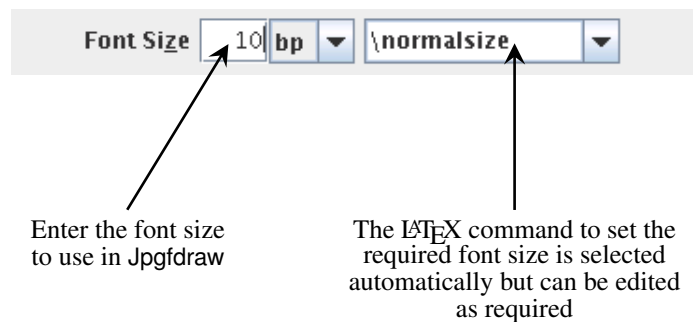 Font Size 10 bp \normalsize
Enter the font size
to use in Jpgfdraw
The LATEX command to set the
required font size is selected
automatically but can be edited
as required